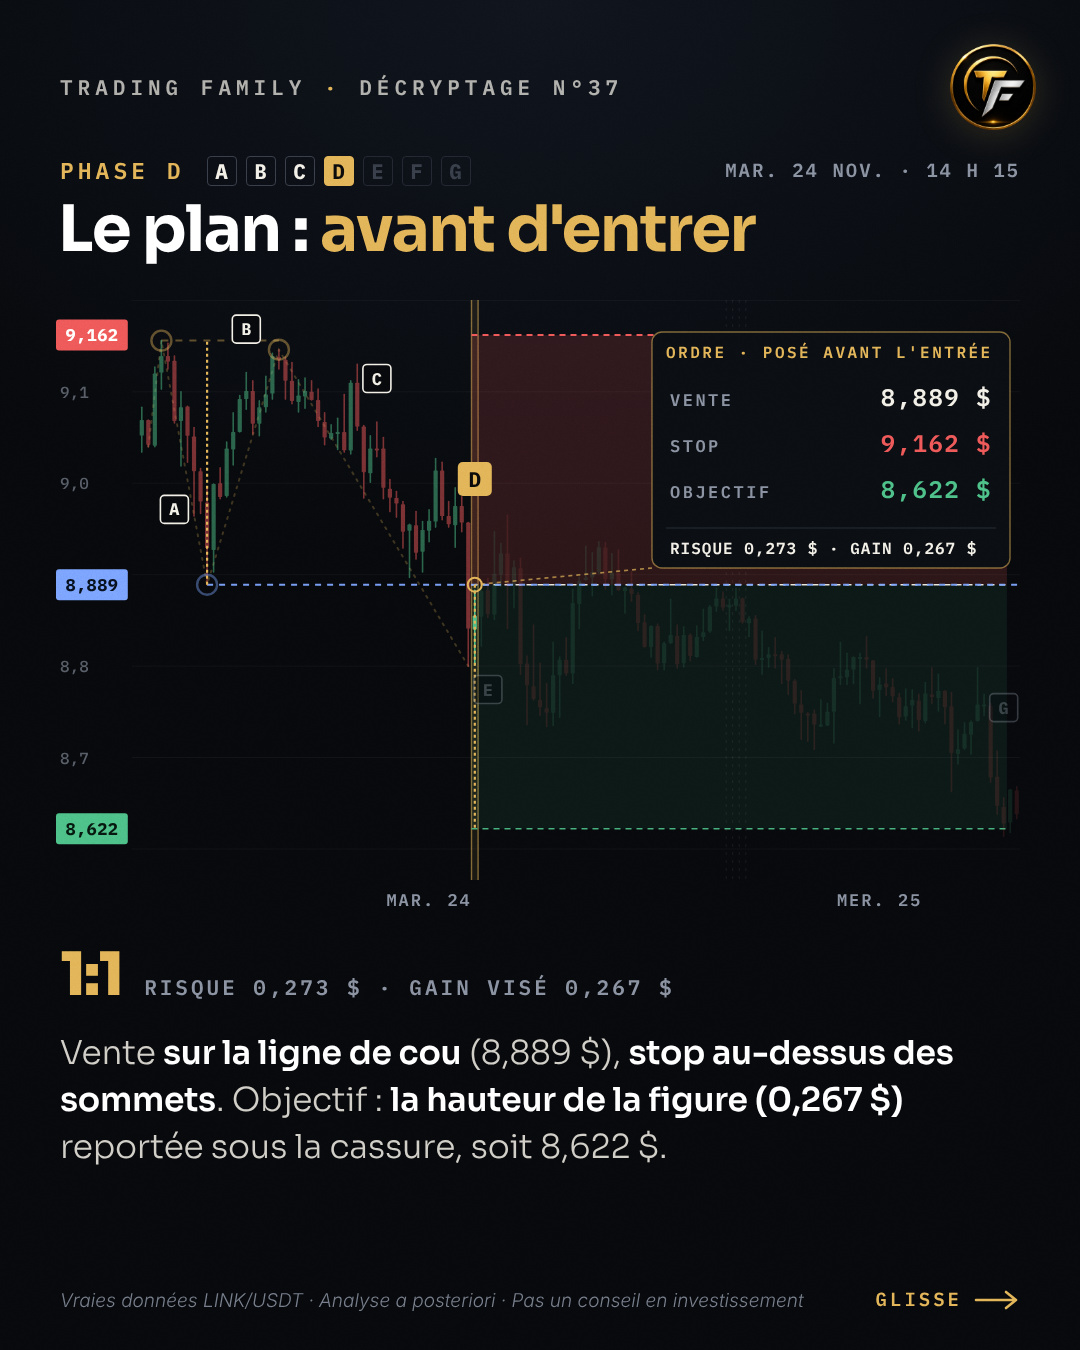 TRADING FAMILY · DÉCRYPTAGE N°37
TF
PHASE D A B C D E F G
MAR. 24 NOV. · 14 H 15
Le plan : avant d'entrer
9,162
9,1
9,0
8,889
8,8
8,7
8,622
A
B
C
D
E
G
ORDRE · POSÉ AVANT L'ENTRÉE
VENTE 8,889 $
STOP 9,162 $
OBJECTIF 8,622 $
RISQUE 0,273 $ · GAIN 0,267 $
MAR. 24
MER. 25
1:1 RISQUE 0,273 $ · GAIN VISÉ 0,267 $
Vente sur la ligne de cou (8,889 $), stop au-dessus des
sommets. Objectif : la hauteur de la figure (0,267 $)
reportée sous la cassure, soit 8,622 $.
Vraies données LINK/USDT · Analyse a posteriori · Pas un conseil en investissement
GLISSE →